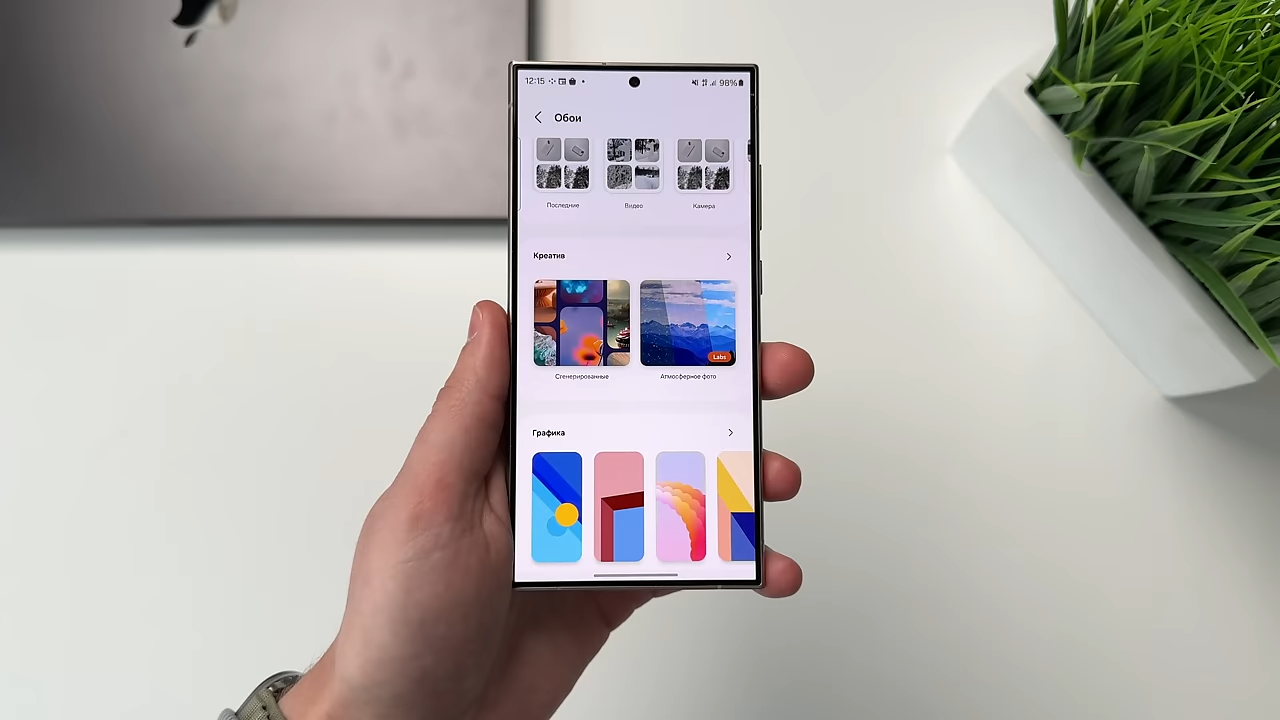 12:15
98%
Обои
Последние
Видео
Камера
Креатив
Labs
Сгенерированные
Атмосферное фото
Графика